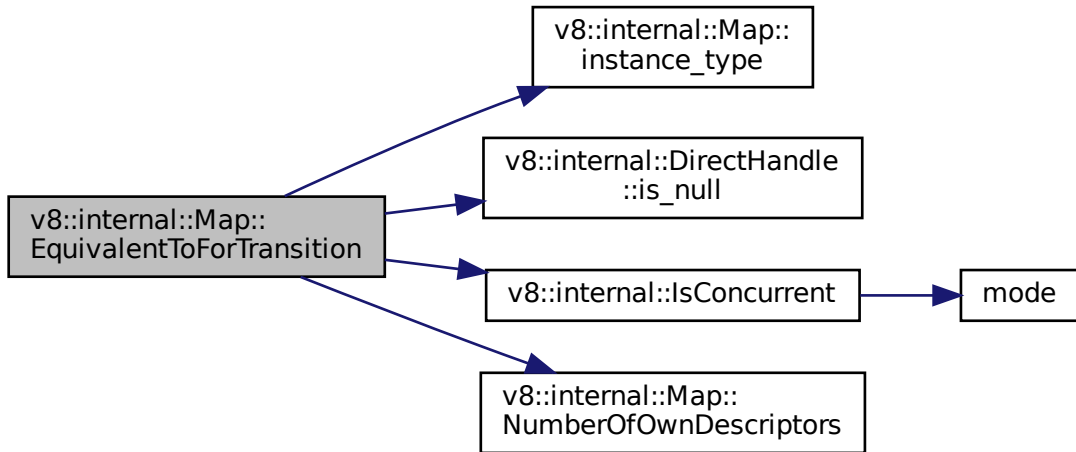 v8::internal::Map::
instance_type
v8::internal::DirectHandle
::is_null
v8::internal::Map::
EquivalentToForTransition
v8::internal::IsConcurrent
mode
v8::internal::Map::
NumberOfOwnDescriptors